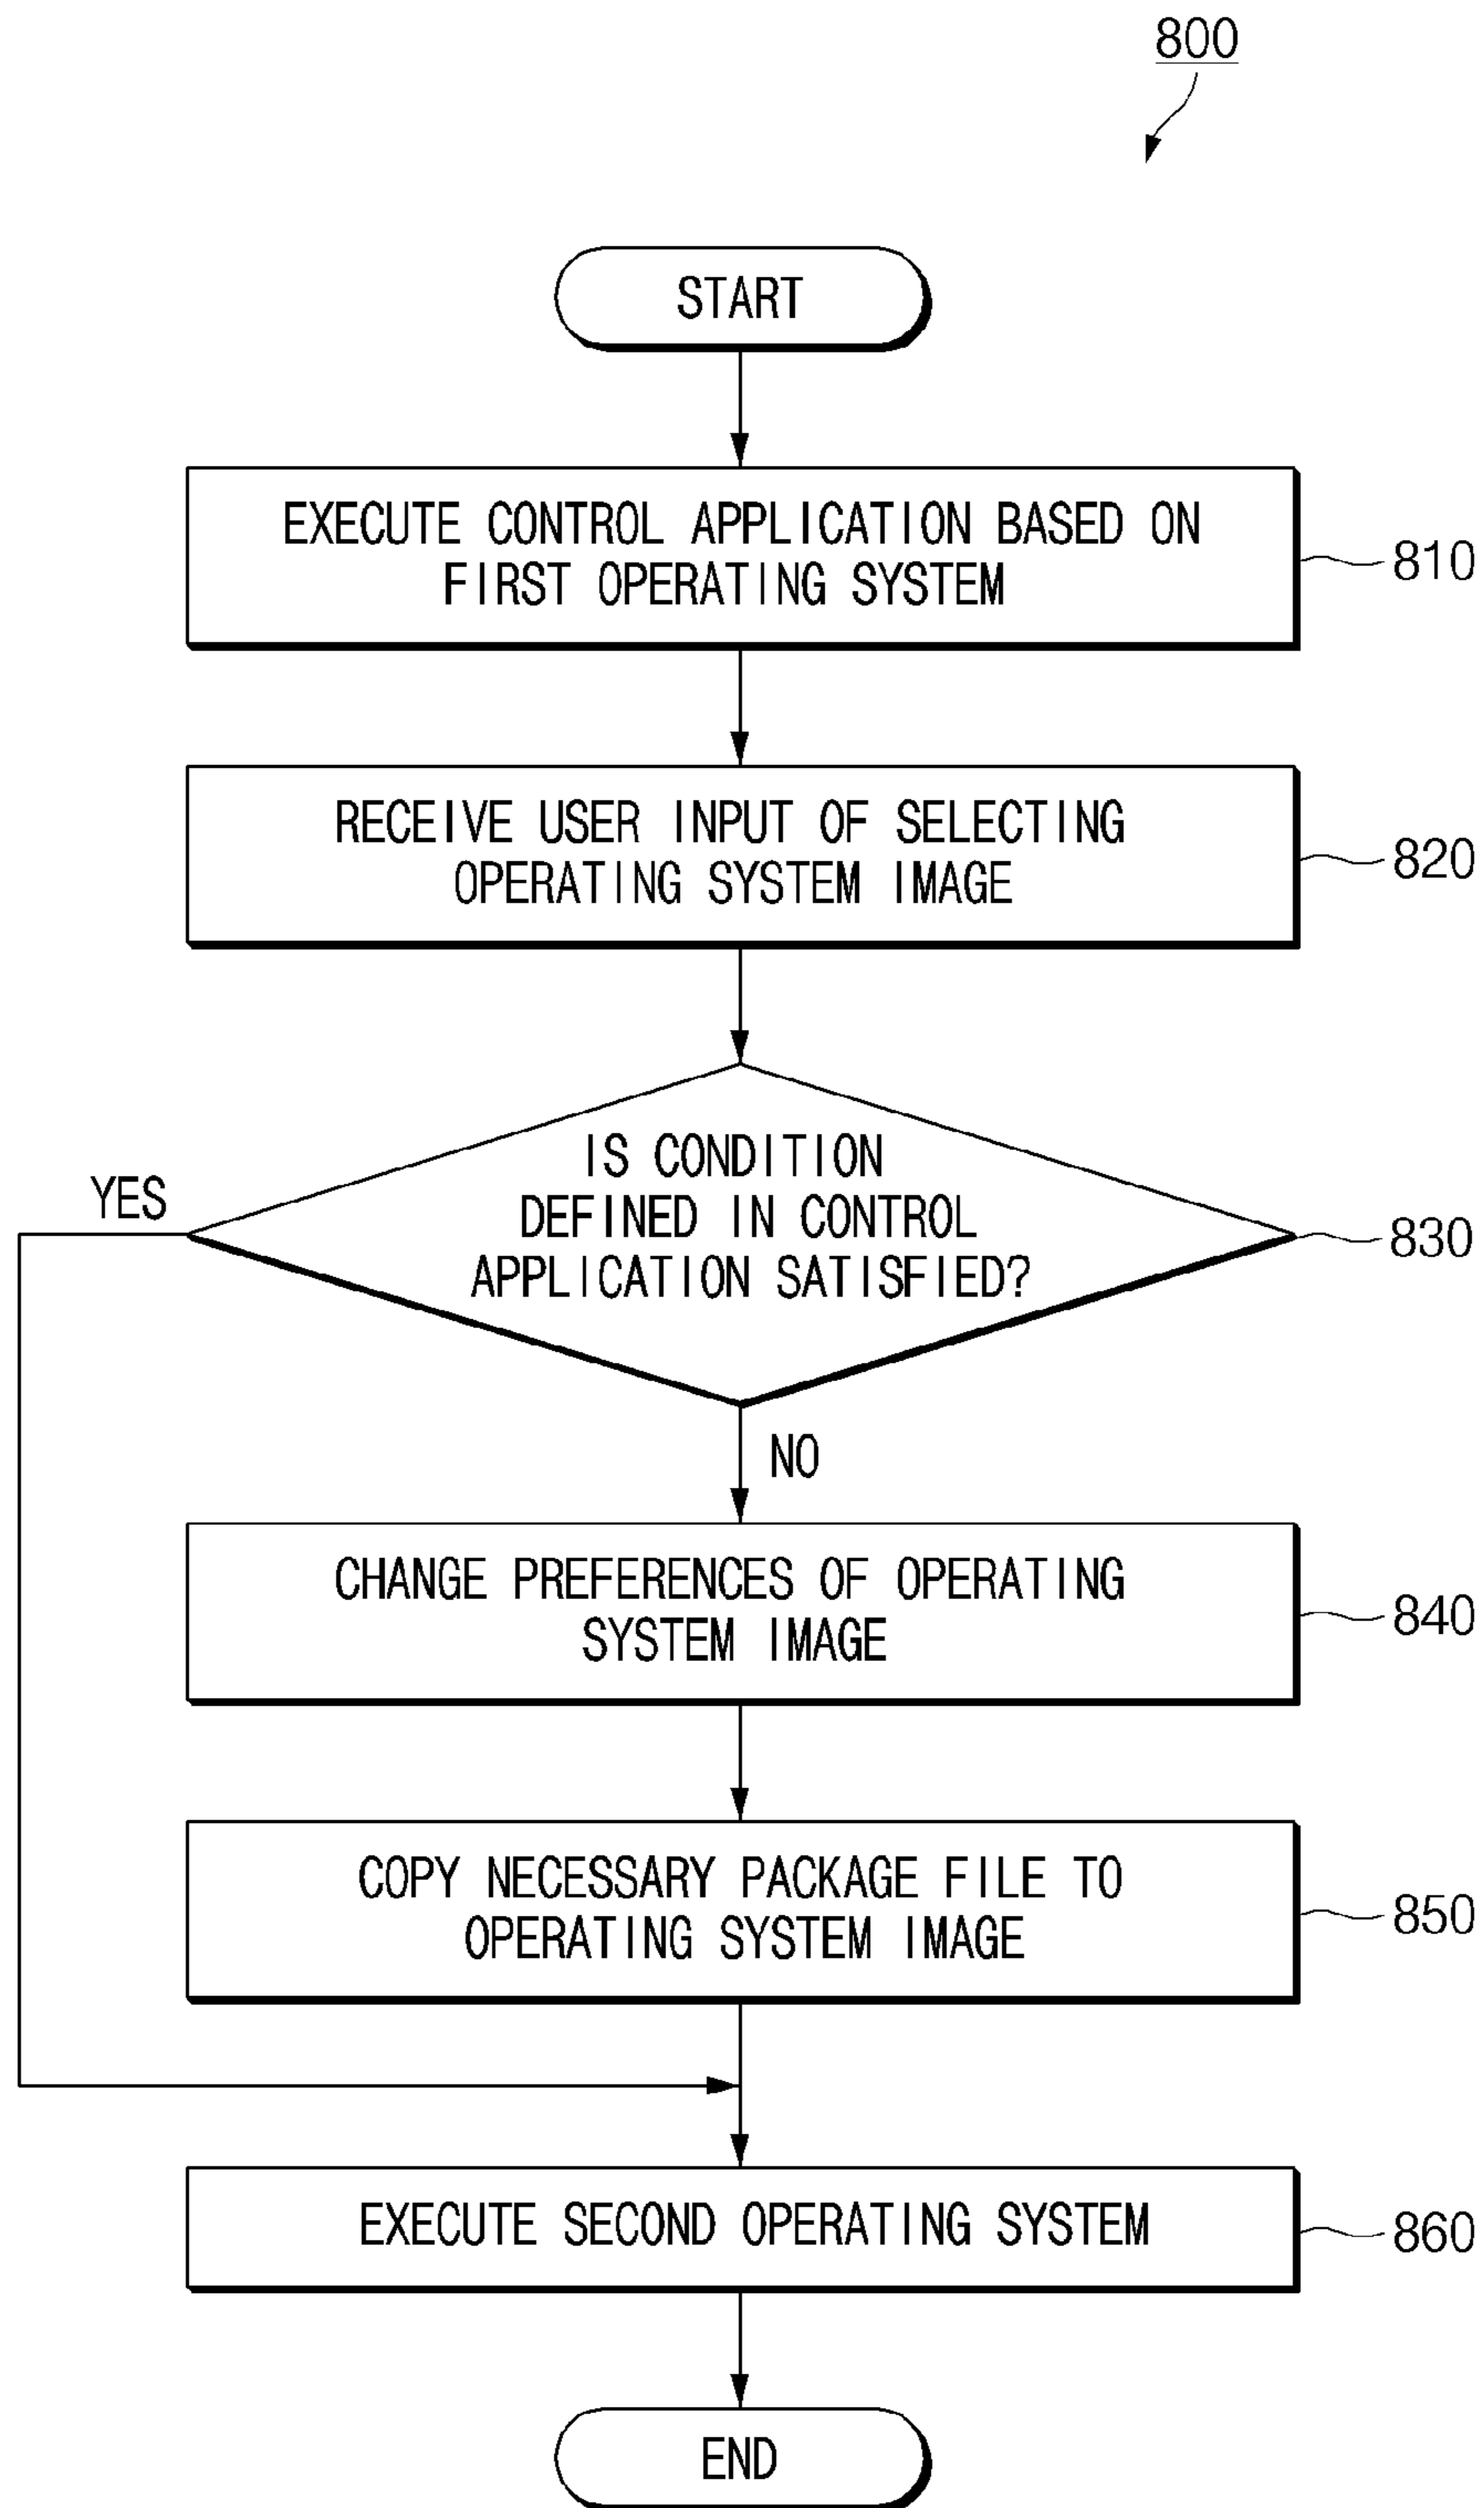 800
START
EXECUTE CONTROL APPLICATION BASED ON
FIRST OPERATING SYSTEM
810
RECEIVE USER INPUT OF SELECTING
OPERATING SYSTEM IMAGE
820
IS CONDITION
DEFINED IN CONTROL
APPLICATION SATISFIED?
830
YES
NO
CHANGE PREFERENCES OF OPERATING
SYSTEM IMAGE
840
COPY NECESSARY PACKAGE FILE TO
OPERATING SYSTEM IMAGE
850
EXECUTE SECOND OPERATING SYSTEM
860
END